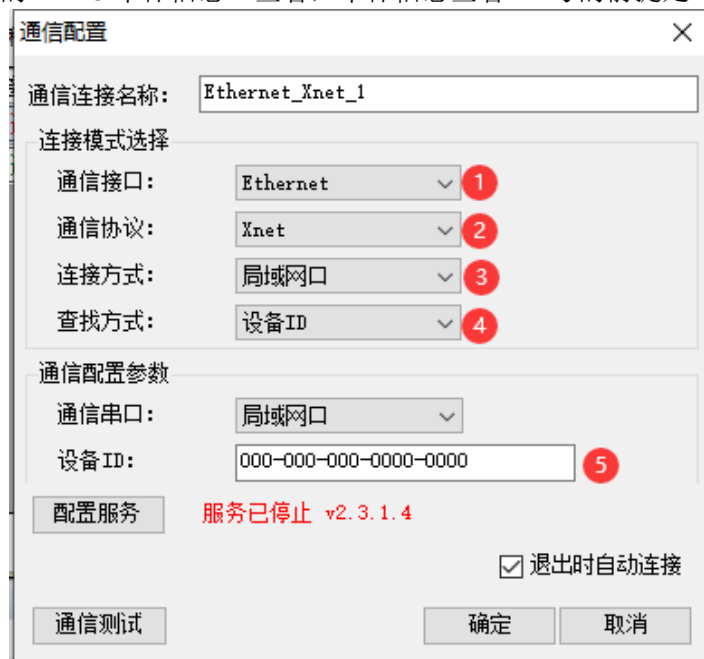 通信配置
通信连接名称： Ethernet_Xnet_1
连接模式选择
通信接口： Ethernet 1
通信协议： Xnet 2
连接方式： 局域网口 3
查找方式： 设备ID 4
通信配置参数
通信串口： 局域网口
设备ID： 000-000-000-0000-0000 5
配置服务 服务已停止 v2.3.1.4
退出时自动连接
通信测试 确定 取消